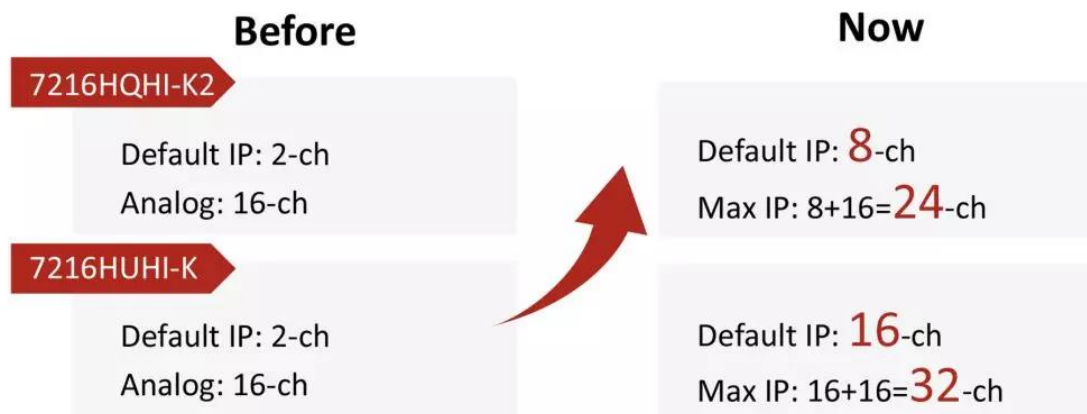 Before
7216HQHI-K2
Default IP: 2-ch
Analog: 16-ch
7216HUHI-K
Default IP: 2-ch
Analog: 16-ch
Now
Default IP: 8-ch
Max IP: 8+16=24-ch
Default IP: 16-ch
Max IP: 16+16=32-ch